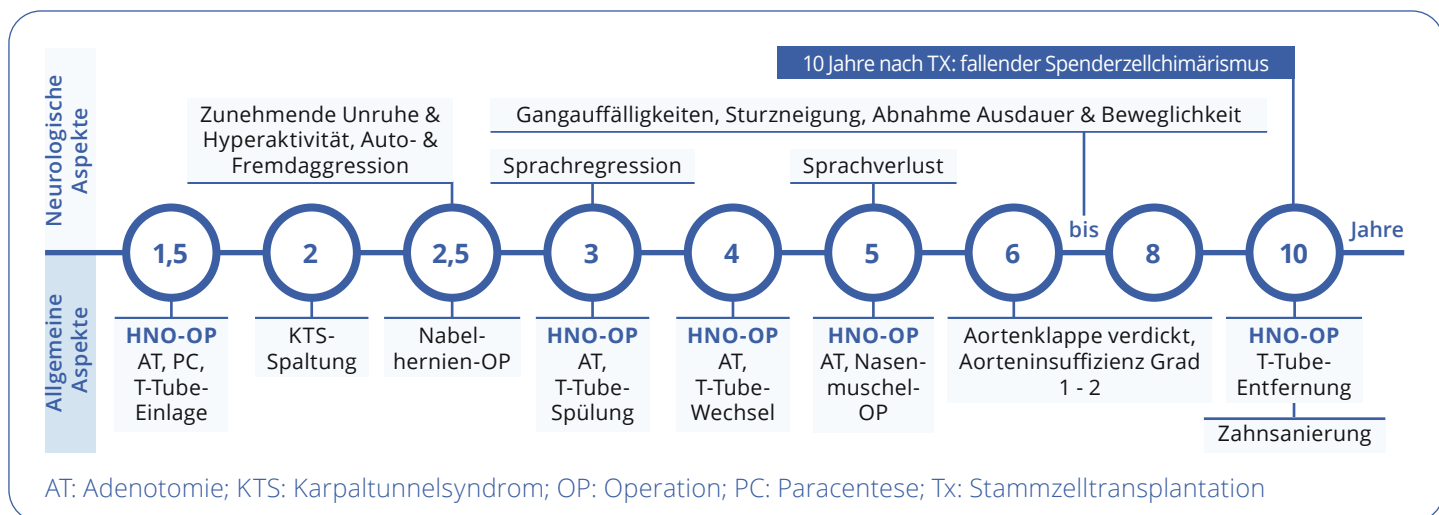 10 Jahre nach TX: fallender Spenderzellchimärismus
Neurologische
Aspekte
Zunehmende Unruhe &
Hyperaktivität, Auto- &
Fremdaggression
Gangauffälligkeiten, Sturzneigung, Abnahme Ausdauer & Beweglichkeit
Sprachregression
Sprachverlust
1,5
2
2,5
3
4
5
6
bis
8
10
Jahre
Allgemeine
Aspekte
HNO-OP
AT, PC,
T-Tube-
Einlage
KTS-
Spaltung
Nabel-
hernien-OP
HNO-OP
AT,
T-Tube-
Spülung
HNO-OP
AT,
T-Tube-
Wechsel
HNO-OP
AT, Nasen-
muschel-
OP
Aortenklappe verdickt,
Aorteninsuffizienz Grad
1 - 2
HNO-OP
T-Tube-
Entfernung
Zahnsanierung
AT: Adenotomie; KTS: Karpaltunnelsyndrom; OP: Operation; PC: Paracentese; Tx: Stammzelltransplantation